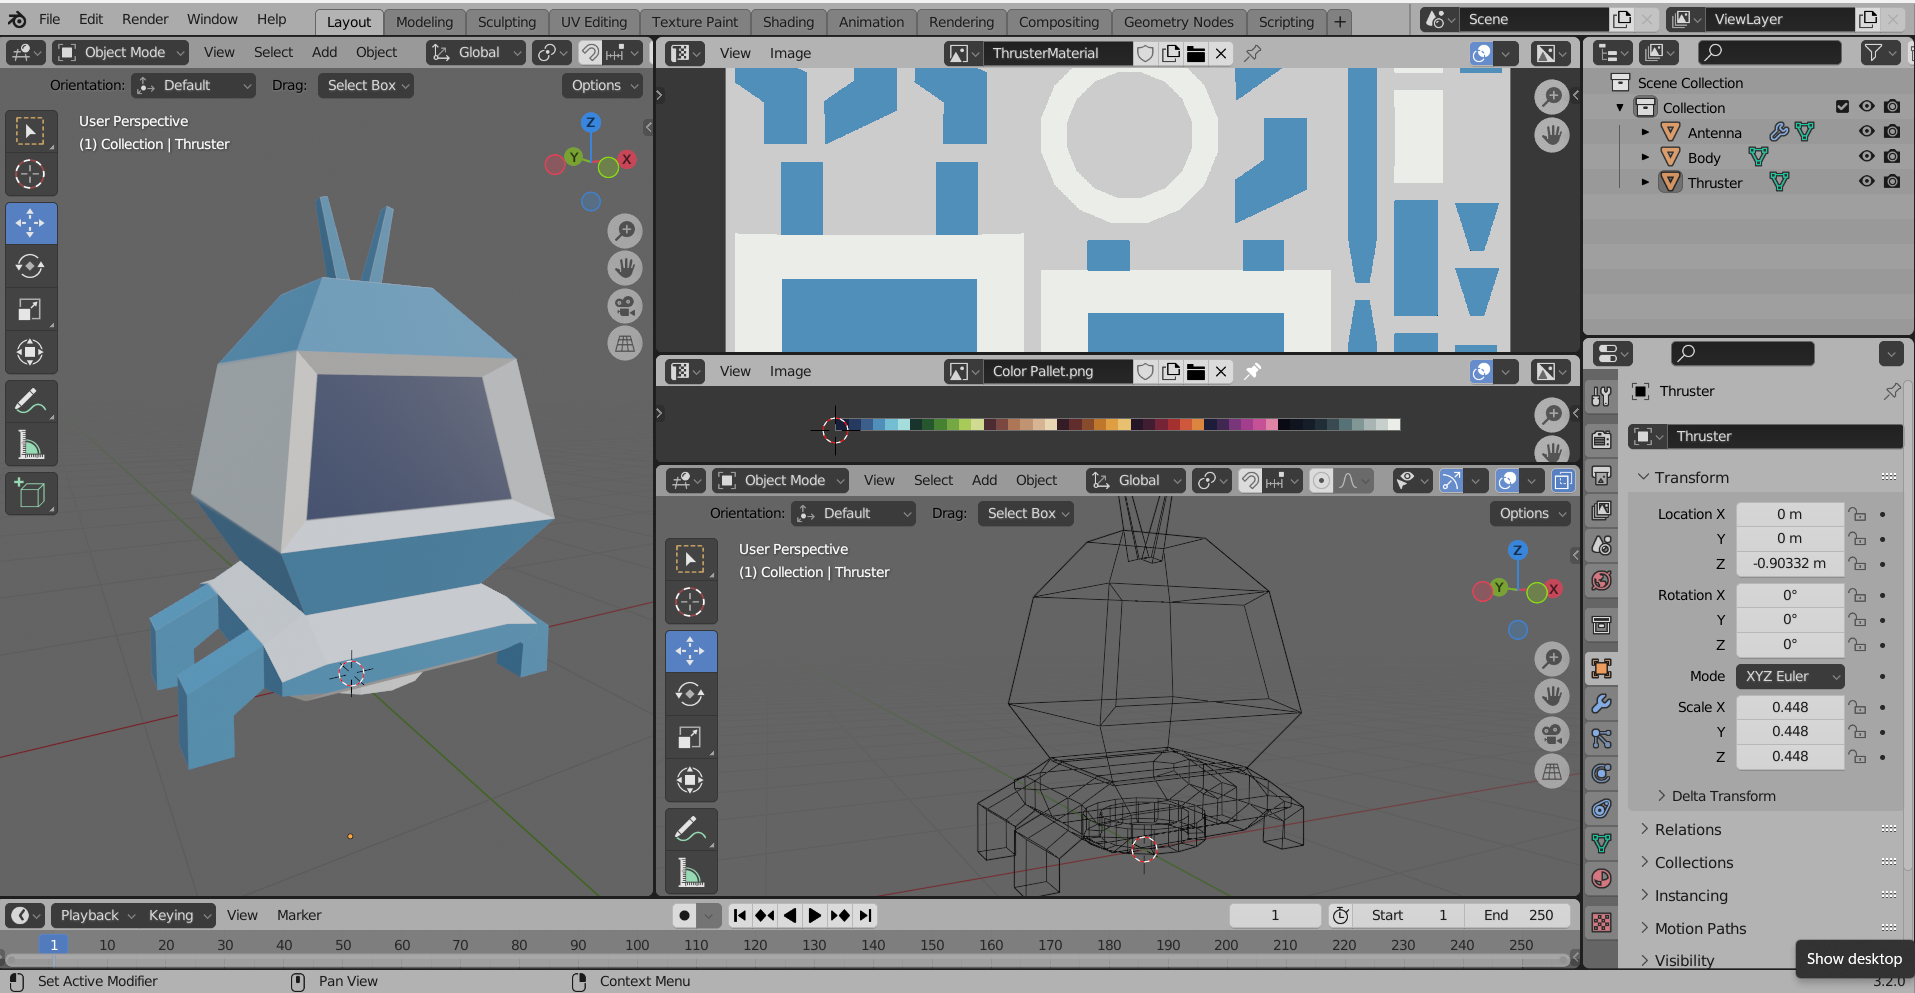 File Edit Render Window Help Layout Modeling Sculpting UV Editing Texture Paint Shading Animation Rendering Compositing Geometry Nodes Scripting + Scene ViewLayer
Object Mode View Select Add Object Global
Orientation: Default Drag: Select Box Options
User Perspective
(1) Collection | Thruster
Z
Y
X
View Image ThrusterMaterial
View Image Color Pallet.png
Object Mode View Select Add Object Global
Orientation: Default Drag: Select Box Options
User Perspective
(1) Collection | Thruster
Z
Y
X
Scene Collection
Collection
Antenna
Body
Thruster
Thruster
Thruster
Transform
Location X 0 m
Y 0 m
Z -0.90332 m
Rotation X 0°
Y 0°
Z 0°
Mode XYZ Euler
Scale X 0.448
Y 0.448
Z 0.448
Delta Transform
Relations
Collections
Instancing
Motion Paths
Visibility
Show desktop
Playback Keying View Marker 1 Start 1 End 250
1 10 20 30 40 50 60 70 80 90 100 110 120 130 140 150 160 170 180 190 200 210 220 230 240 250
Set Active Modifier Pan View Context Menu 3.2.0